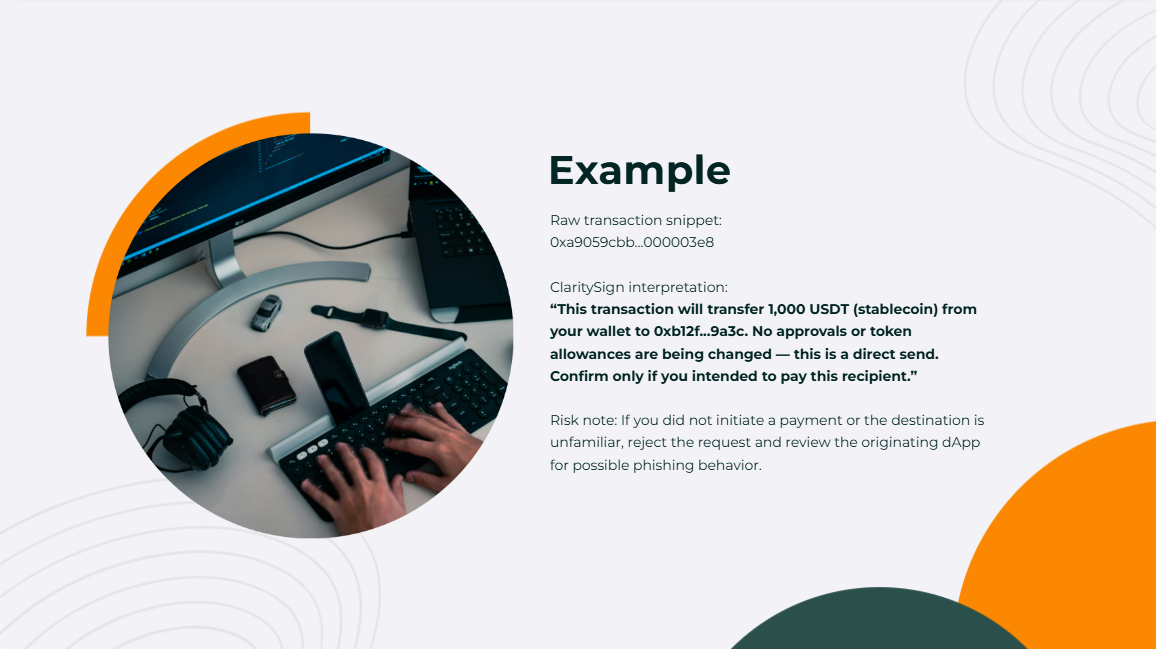 Example
Raw transaction snippet:
0xa9059cbb...000003e8
ClaritySign interpretation:
“This transaction will transfer 1,000 USDT (stablecoin) from
your wallet to 0xb12f...9a3c. No approvals or token
allowances are being changed — this is a direct send.
Confirm only if you intended to pay this recipient.”
Risk note: If you did not initiate a payment or the destination is
unfamiliar, reject the request and review the originating dApp
for possible phishing behavior.